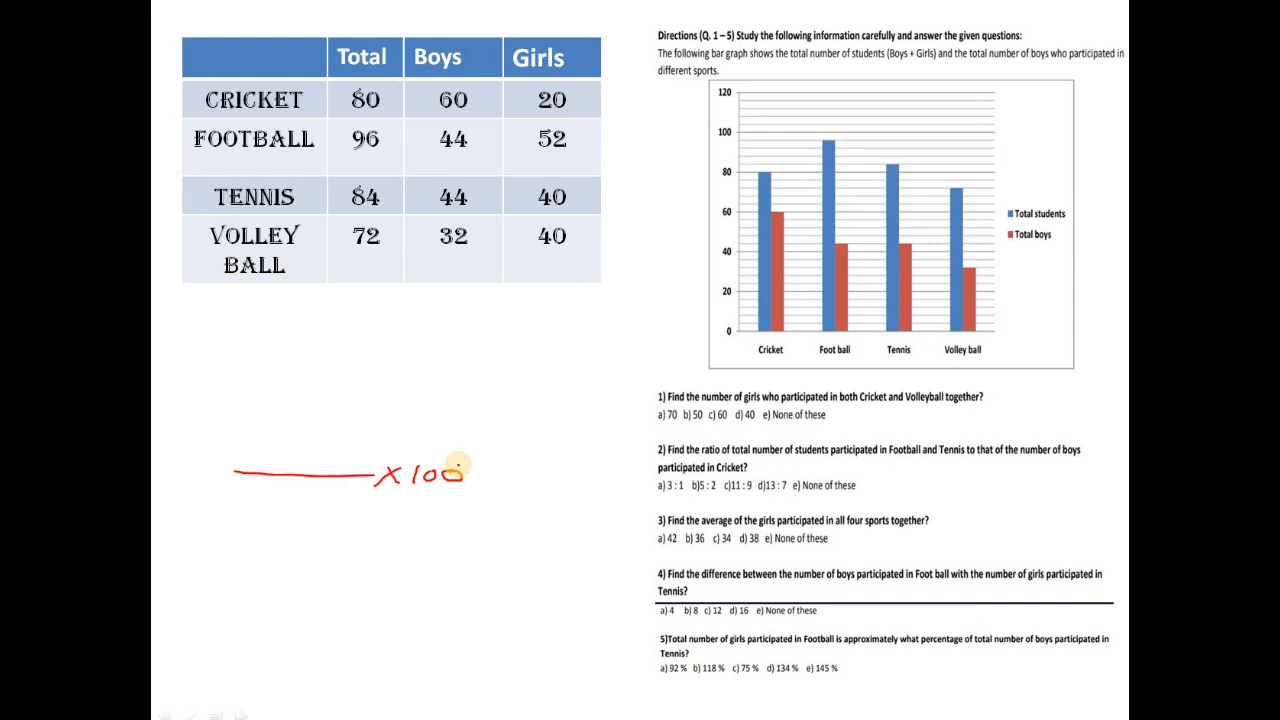 Total Boys Girls
CRICKET 80 60 20
FOOTBALL 96 44 52
TENNIS 84 44 40
VOLLEY 72 32 40
BALL
X 100
Directions (Q. 1 – 5) Study the following information carefully and answer the given questions:
The following bar graph shows the total number of students (Boys + Girls) and the total number of boys who participated in
different sports.
120
100
80
60
40
20
0
Cricket Foot ball Tennis Volley ball
Total students
Total boys
1) Find the number of girls who participated in both Cricket and Volleyball together?
a) 70 b) 50 c) 60 d) 40 e) None of these
2) Find the ratio of total number of students participated in Football and Tennis to that of the number of boys
participated in Cricket?
a) 3 : 1 b)5 : 2 c)11 : 9 d)13 : 7 e) None of these
3) Find the average of the girls participated in all four sports together?
a) 42 b) 36 c) 34 d) 38 e) None of these
4) Find the difference between the number of boys participated in Foot ball with the number of girls participated in
Tennis?
a) 4 b) 8 c) 12 d) 16 e) None of these
5)Total number of girls participated in Football is approximately what percentage of total number of boys participated in
Tennis?
a) 92 % b) 118 % c) 75 % d) 134 % e) 145 %